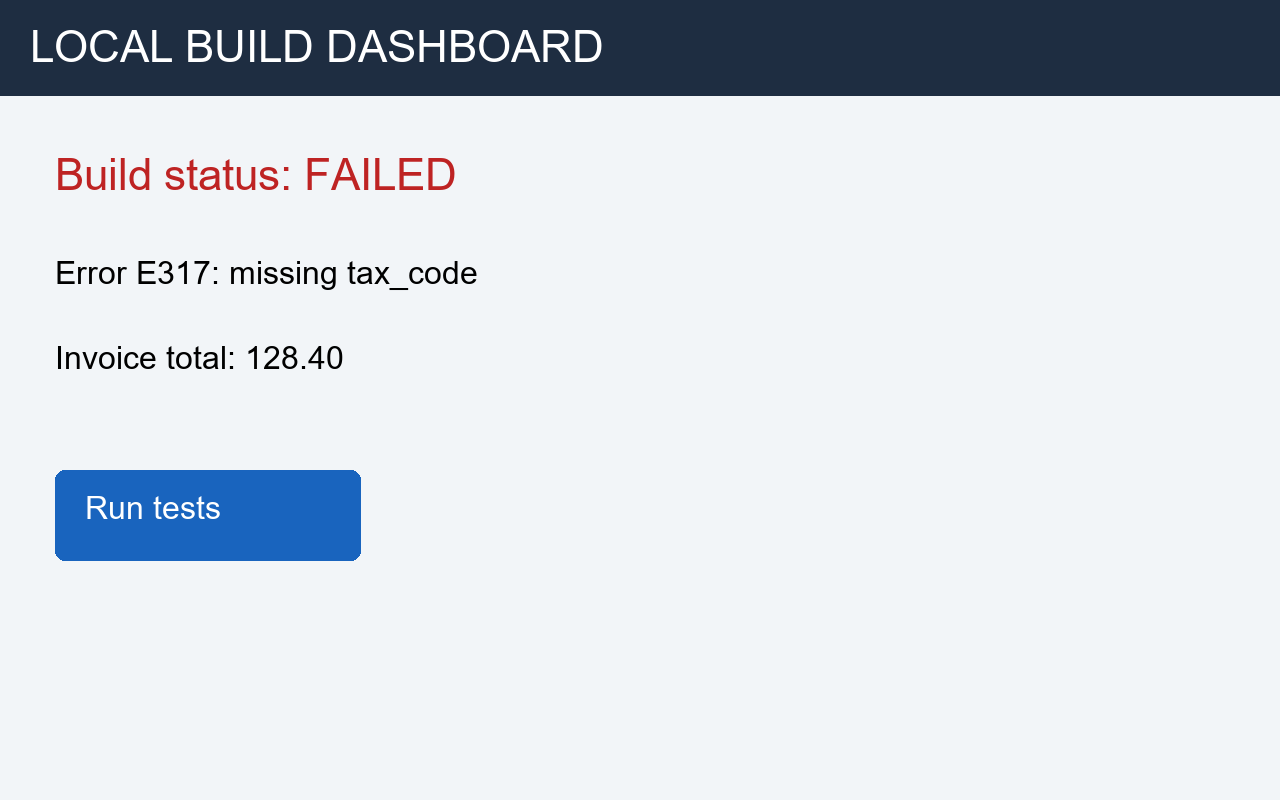 LOCAL BUILD DASHBOARD
Build status: FAILED
Error E317: missing tax_code
Invoice total: 128.40
Run tests